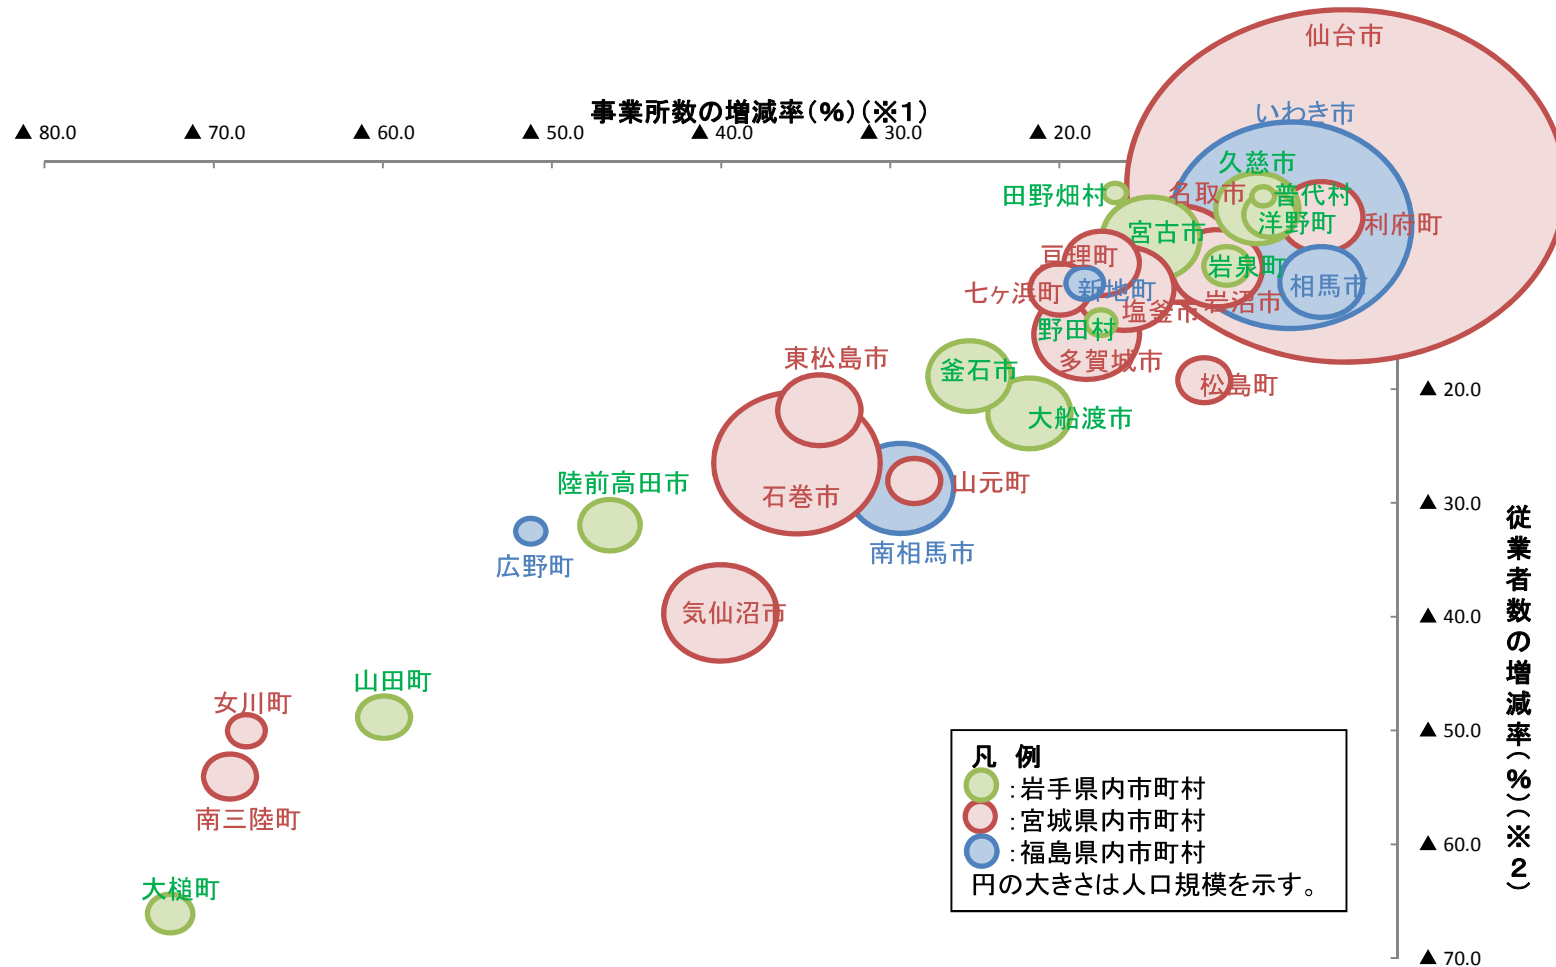 仙台市
事業所数の増減率(％)(※1)
いわき市
▲ 80.0
▲ 70.0
▲ 60.0
▲ 50.0
▲ 40.0
▲ 30.0
▲ 20.0
久慈市
田野畑村
名取市
普代村
宮古市
洋野町
利府町
亘理町
岩泉町
七ヶ浜町
新地町
相馬市
塩釜市
岩沼市
野田村
多賀城市
東松島市
釜石市
松島町
▲ 20.0
大船渡市
陸前高田市
石巻市
山元町
▲ 30.0
南相馬市
広野町
気仙沼市
▲ 40.0
山田町
女川町
▲ 50.0
南三陸町
▲ 60.0
大槌町
▲ 70.0
従業者数の増減率(％)(※2)
凡 例
:岩手県内市町村
:宮城県内市町村
:福島県内市町村
円の大きさは人口規模を示す。